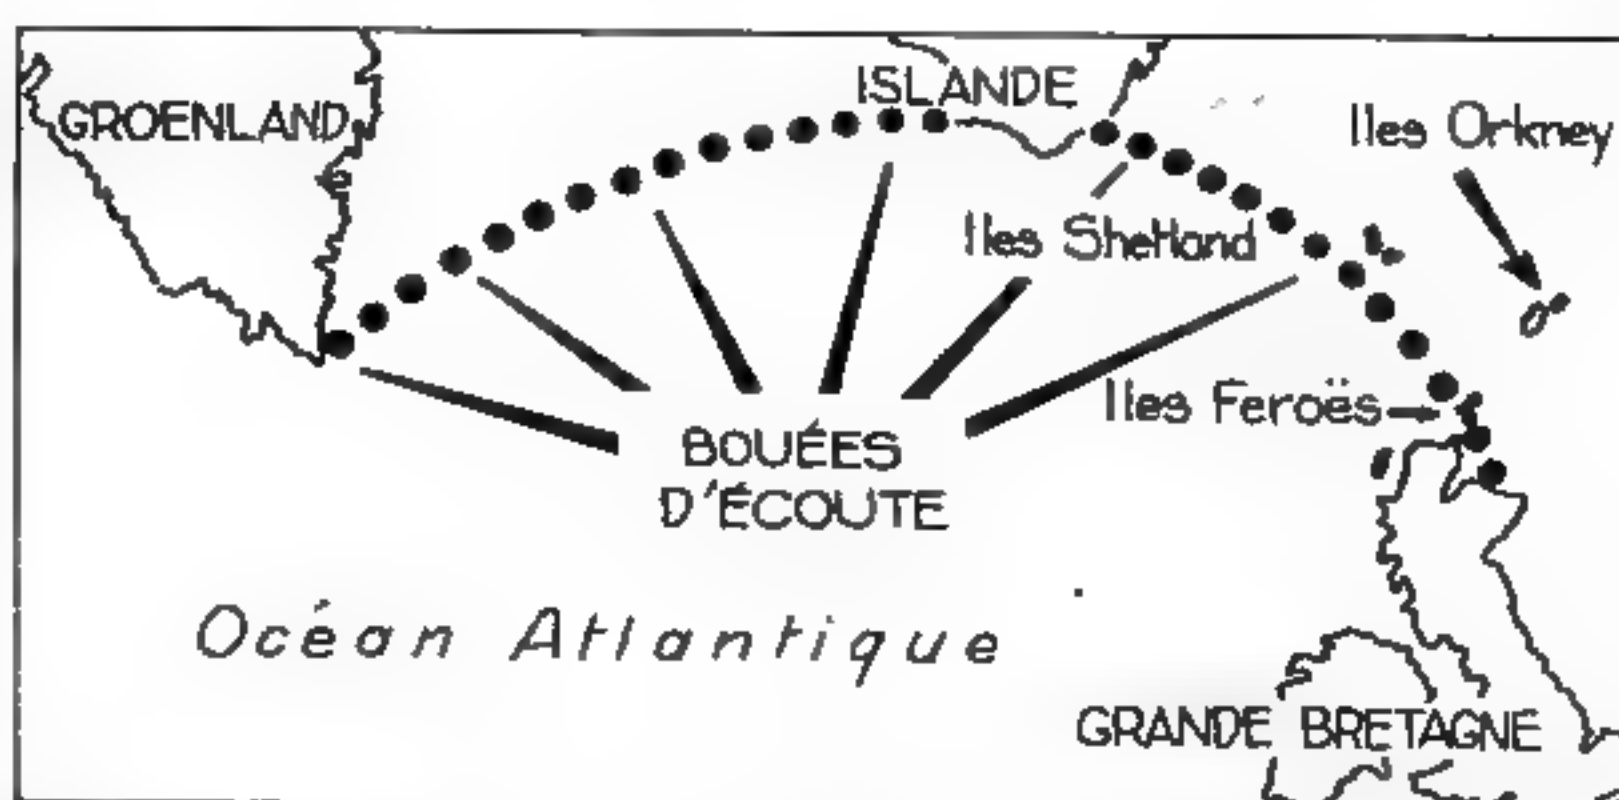 GROENLAND
ISLANDE
Iles Orkney
Iles Shetland
Iles Feroës
BOUÉES
D'ÉCOUTE
Océan Atlantique
GRANDE BRETAGNE